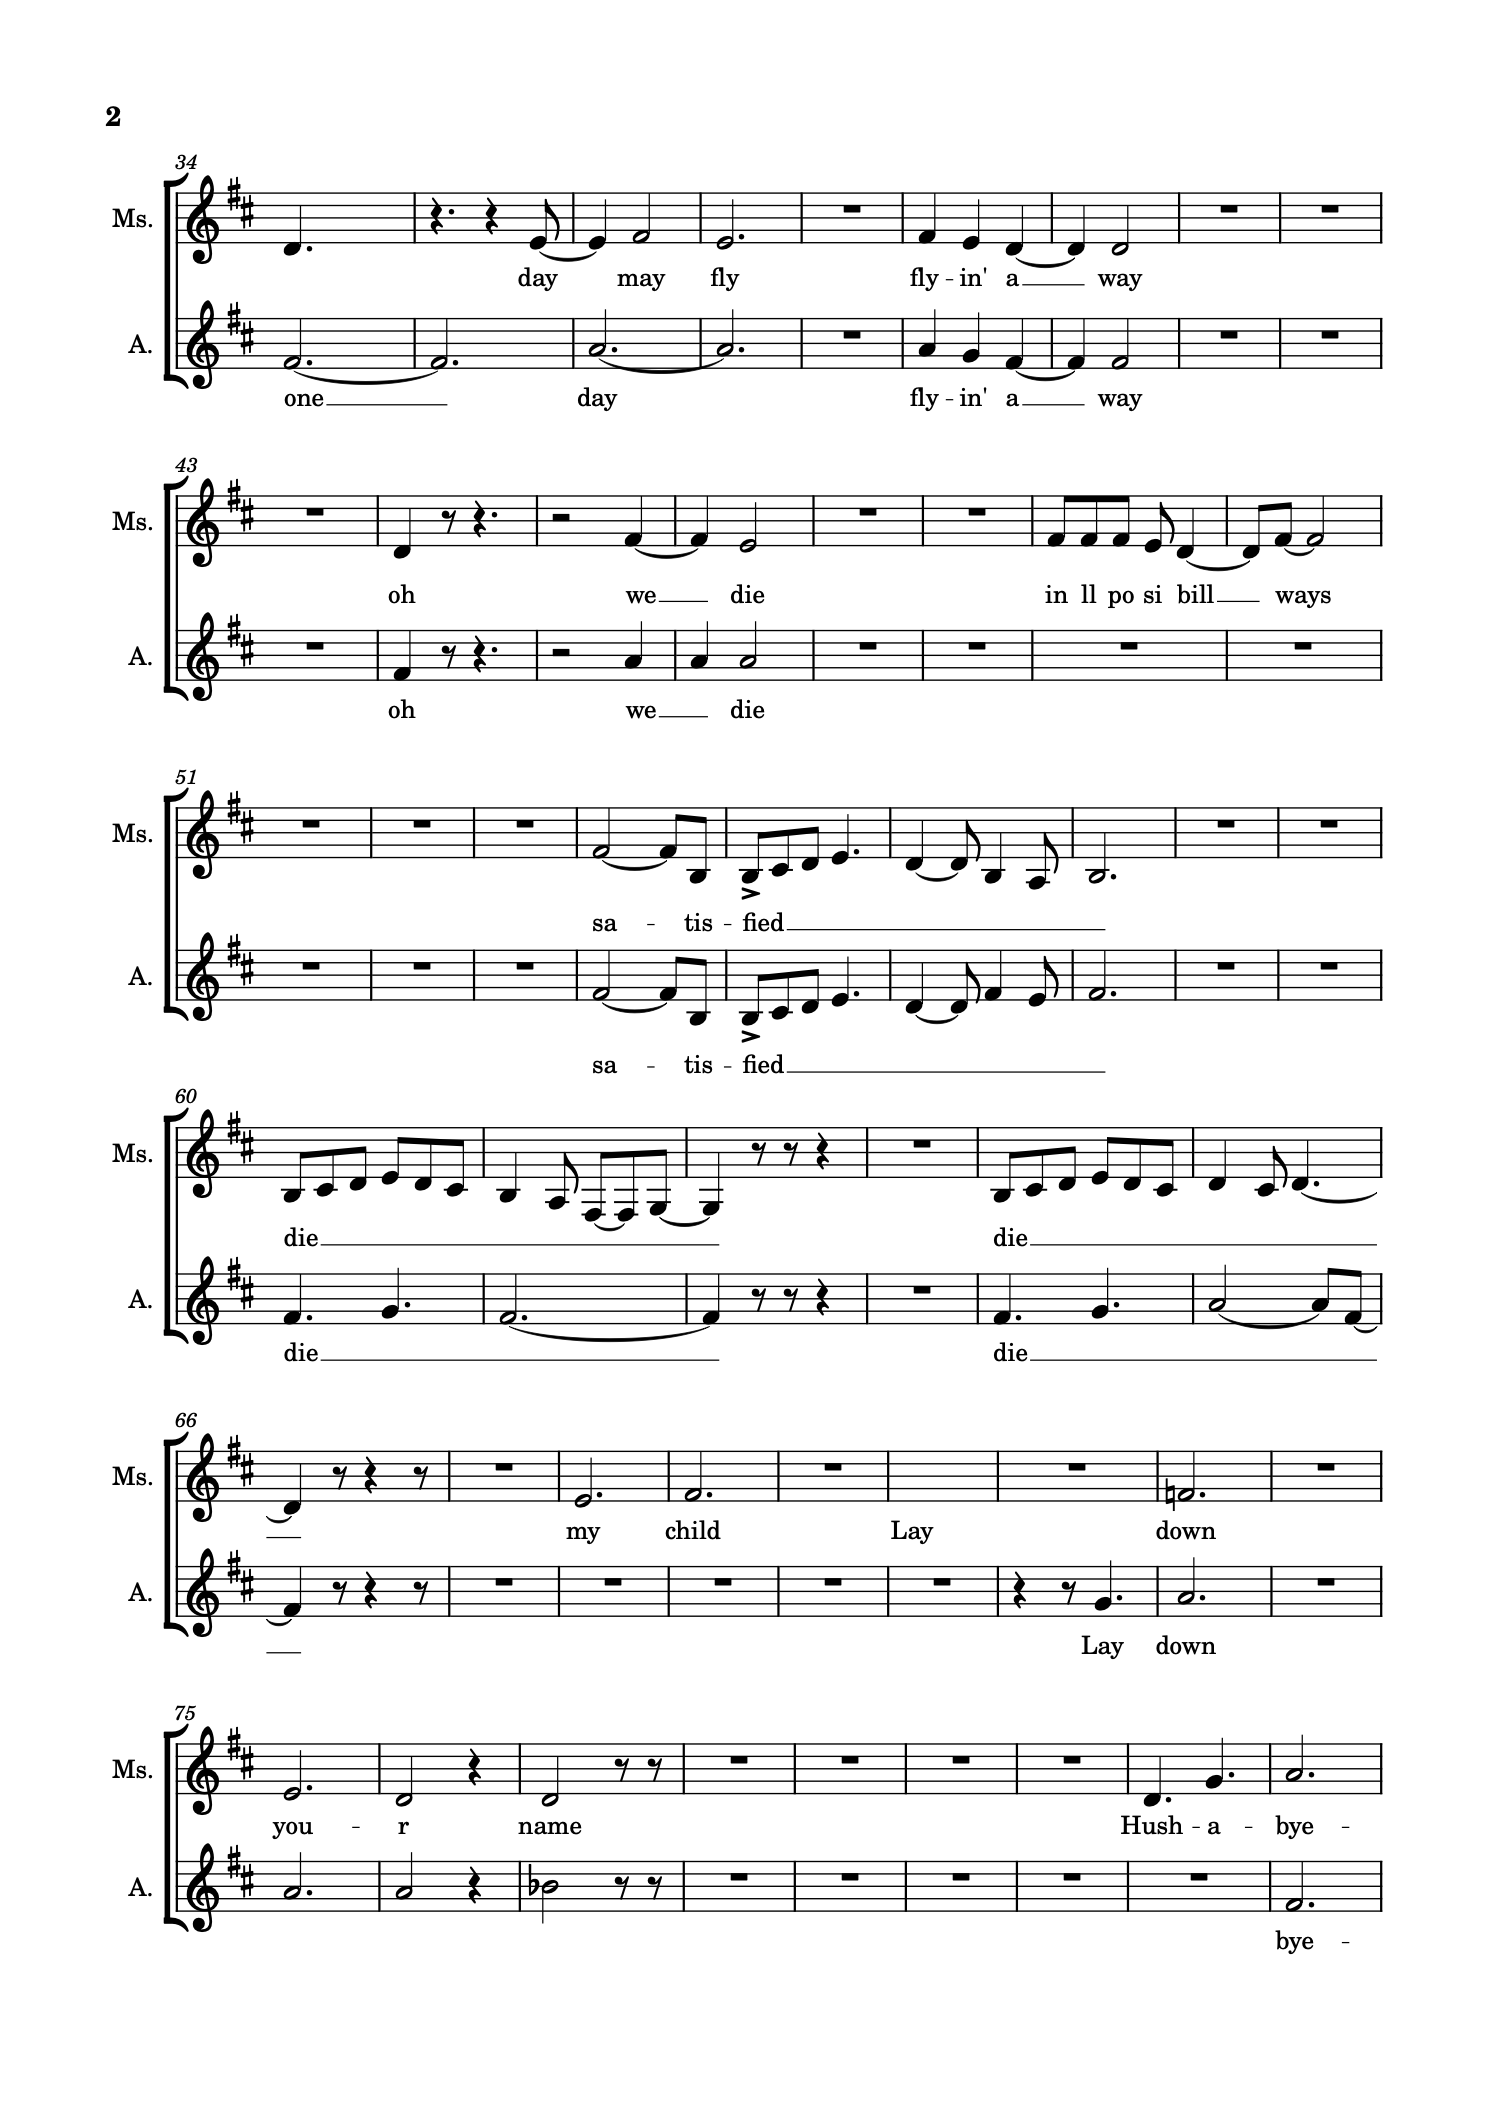 2
34
Ms.
day may fly fly - in' a way
A.
one day fly - in' a way
43
Ms.
oh we die in ll po si bill ways
A.
oh we die
51
Ms.
sa - tis - fied
A.
sa - tis - fied
60
Ms.
die die
A.
die die
66
Ms.
my child Lay down
A.
Lay down
75
Ms.
you - r name Hush - a - bye -
A.
bye -